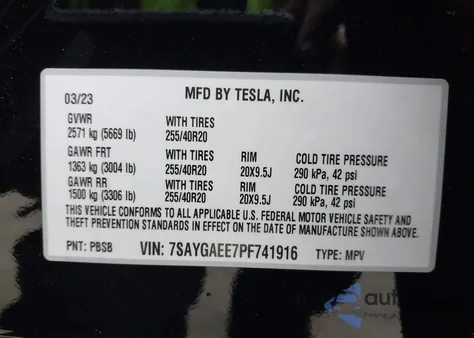 MFD BY TESLA, INC.
03/23
GVWR WITH TIRES
2571 kg (5669 lb) 255/40R20
GAWR FRT WITH TIRES RIM COLD TIRE PRESSURE
1363 kg (3004 lb) 255/40R20 20X9.5J 290 kPa, 42 psi
GAWR RR WITH TIRES RIM COLD TIRE PRESSURE
1500 kg (3306 lb) 255/40R20 20X9.5J 290 kPa, 42 psi
THIS VEHICLE CONFORMS TO ALL APPLICABLE U.S. FEDERAL MOTOR VEHICLE SAFETY AND
THEFT PREVENTION STANDARDS IN EFFECT ON THE DATE OF MANUFACTURE SHOWN ABOVE.
PNT: PBSB VIN: 7SAYGAEE7PF741916 TYPE: MPV